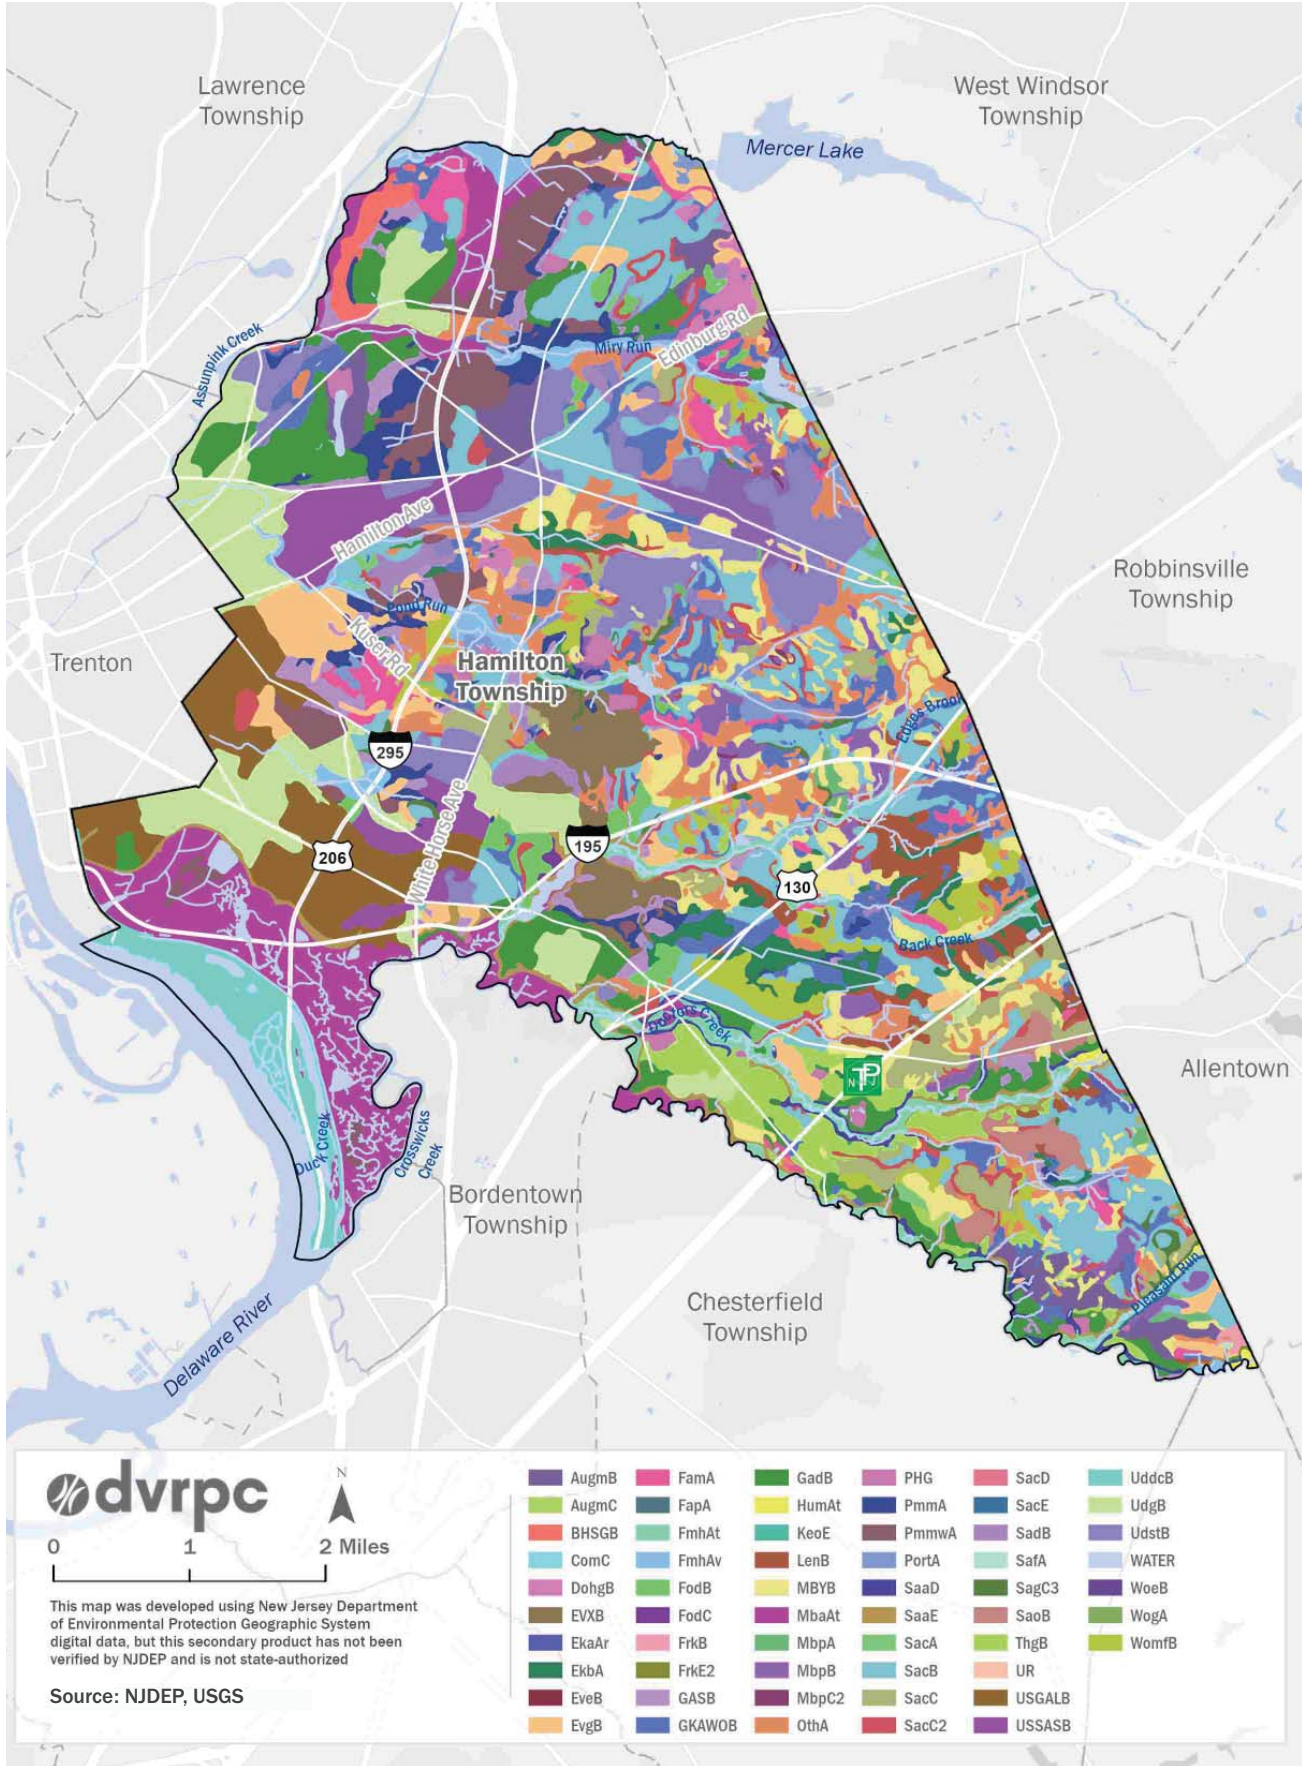 Lawrence
Township
West Windsor
Township
Mercer Lake
Assunpink Creek
Miry Run
Edinburg Rd
Hamilton Ave
Robbinsville
Township
Pond Run
Kuser Rd
Trenton
Hamilton
Township
Edges Brook
295
White Horse Ave
195
206
130
Back Creek
Doctors Creek
NTPJ
Allentown
Duck Creek
Crosswicks
Creek
Bordentown
Township
Pleasant Run
Chesterfield
Township
Delaware River
dvrpc
N
0 1 2 Miles
This map was developed using New Jersey Department
of Environmental Protection Geographic System
digital data, but this secondary product has not been
verified by NJDEP and is not state-authorized
Source: NJDEP, USGS
AugmB
AugmC
BHSGB
ComC
DohgB
EVXB
EkaAr
EkbA
EveB
EvgB
FamA
FapA
FmhAt
FmhAv
FodB
FodC
FrkB
FrkE2
GASB
GKAWOB
GadB
HumAt
KeoE
LenB
MBYB
MbaAt
MbpA
MbpB
MbpC2
OthA
PHG
PmmA
PmmwA
PortA
SaaD
SaaE
SacA
SacB
SacC
SacC2
SacD
SacE
SadB
SafA
SagC3
SaoB
ThgB
UR
USGALB
USSASB
UddcB
UdgB
UdstB
WATER
WoeB
WogA
WomfB